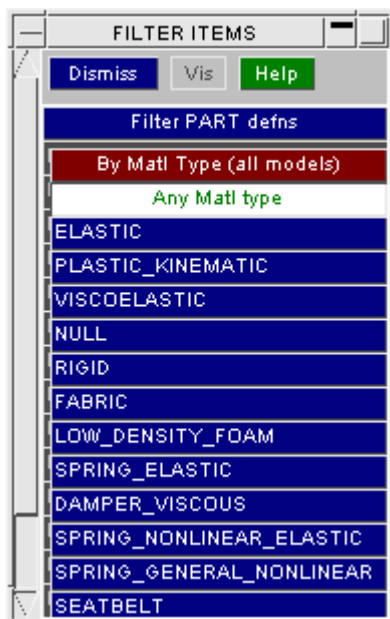 FILTER ITEMS
Dismiss Vis Help
Filter PART defns
By Matl Type (all models)
Any Matl type
ELASTIC
PLASTIC_KINEMATIC
VISCOELASTIC
NULL
RIGID
FABRIC
LOW_DENSITY_FOAM
SPRING_ELASTIC
DAMPER_VISCOUS
SPRING_NONLINEAR_ELASTIC
SPRING_GENERAL_NONLINEAR
SEATBELT